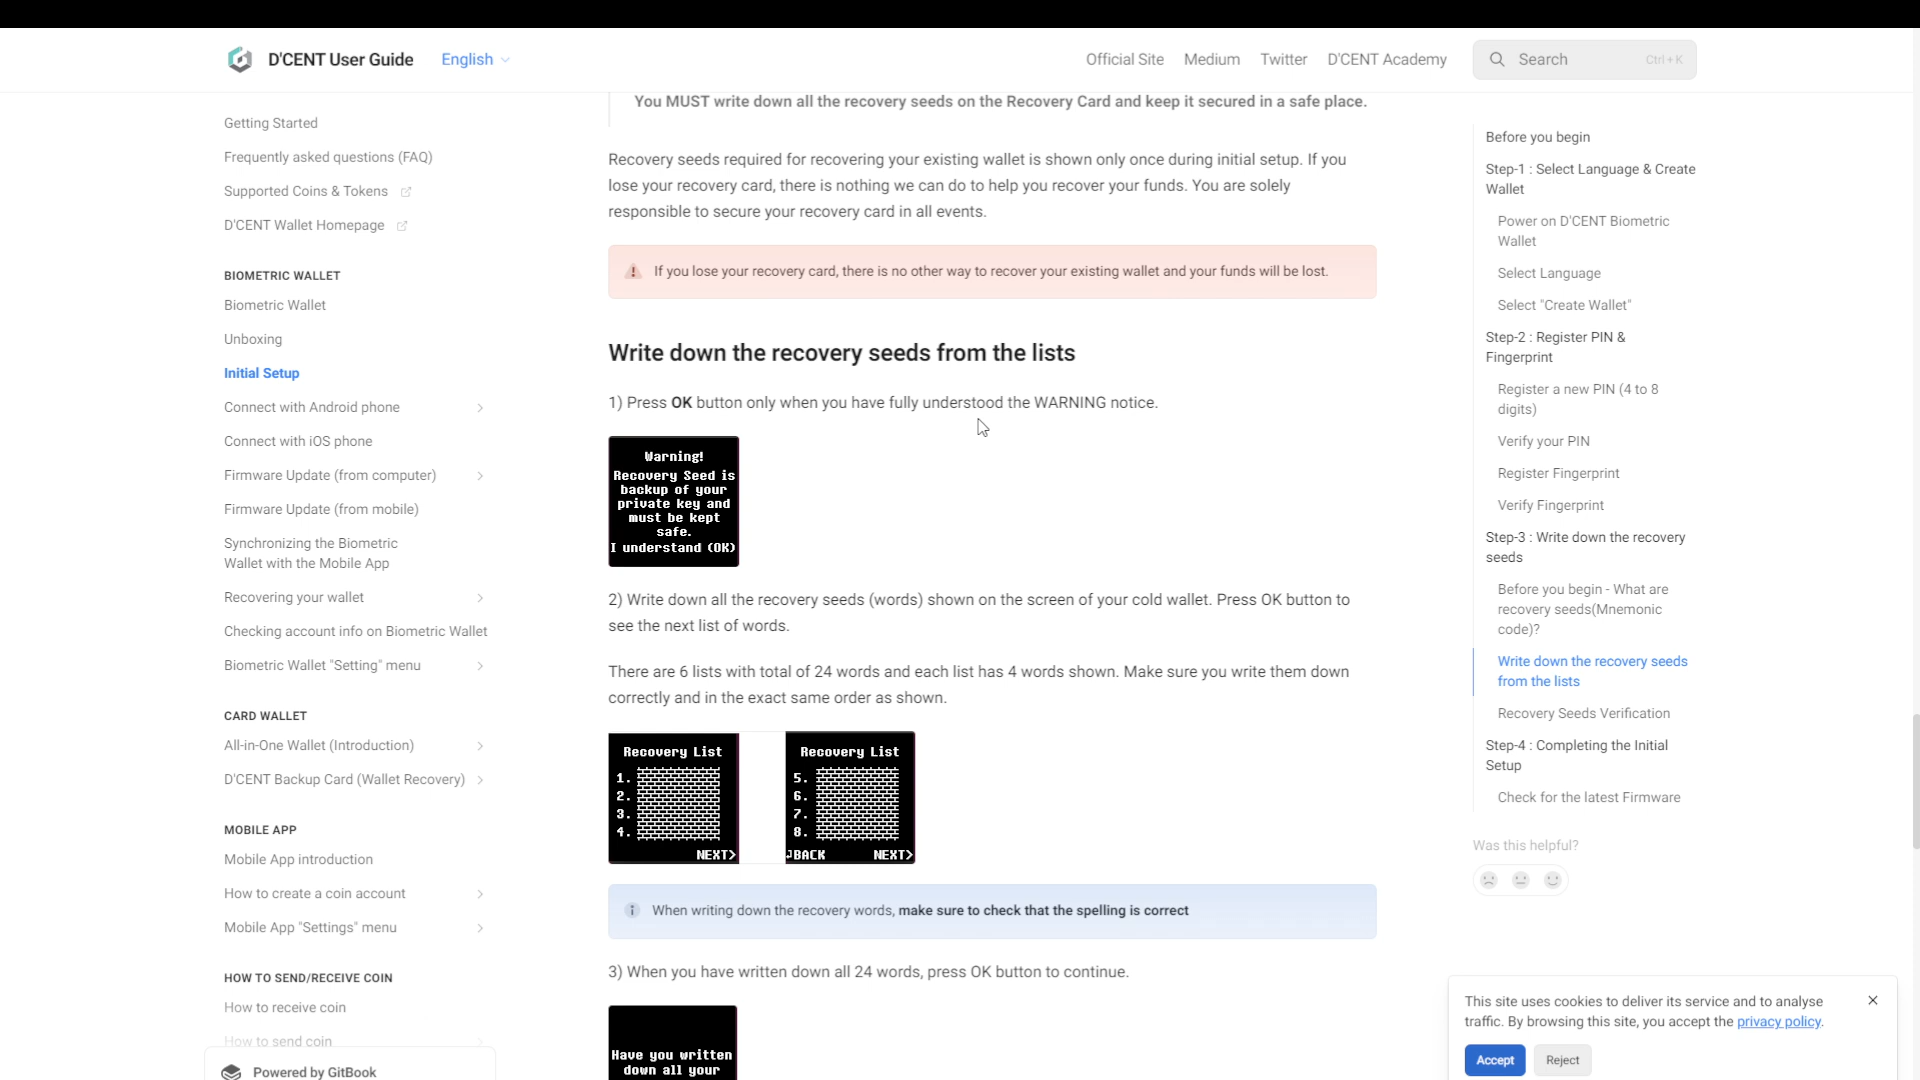 D'CENT User Guide
English
Official Site
Medium
Twitter
D'CENT Academy
Search
Ctrl+K
Getting Started
Frequently asked questions (FAQ)
Supported Coins & Tokens
D'CENT Wallet Homepage
BIOMETRIC WALLET
Biometric Wallet
Unboxing
Initial Setup
Connect with Android phone
Connect with iOS phone
Firmware Update (from computer)
Firmware Update (from mobile)
Synchronizing the Biometric
Wallet with the Mobile App
Recovering your wallet
Checking account info on Biometric Wallet
Biometric Wallet "Setting" menu
CARD WALLET
All-in-One Wallet (Introduction)
D'CENT Backup Card (Wallet Recovery)
MOBILE APP
Mobile App introduction
How to create a coin account
Mobile App "Settings" menu
HOW TO SEND/RECEIVE COIN
How to receive coin
How to send coin
Powered by GitBook
You MUST write down all the recovery seeds on the Recovery Card and keep it secured in a safe place.
Recovery seeds required for recovering your existing wallet is shown only once during initial setup. If you
lose your recovery card, there is nothing we can do to help you recover your funds. You are solely
responsible to secure your recovery card in all events.
If you lose your recovery card, there is no other way to recover your existing wallet and your funds will be lost.
Write down the recovery seeds from the lists
1) Press OK button only when you have fully understood the WARNING notice.
Warning!
Recovery Seed is
backup of your
private key and
must be kept
safe.
I understand (OK)
2) Write down all the recovery seeds (words) shown on the screen of your cold wallet. Press OK button to
see the next list of words.
There are 6 lists with total of 24 words and each list has 4 words shown. Make sure you write them down
correctly and in the exact same order as shown.
Recovery List
1.
2.
3.
4.
NEXT>
Recovery List
5.
6.
7.
8.
BACK NEXT>
When writing down the recovery words, make sure to check that the spelling is correct
3) When you have written down all 24 words, press OK button to continue.
Have you written
down all your
Before you begin
Step-1 : Select Language & Create
Wallet
Power on D'CENT Biometric
Wallet
Select Language
Select "Create Wallet"
Step-2 : Register PIN &
Fingerprint
Register a new PIN (4 to 8
digits)
Verify your PIN
Register Fingerprint
Verify Fingerprint
Step-3 : Write down the recovery
seeds
Before you begin - What are
recovery seeds(Mnemonic
code)?
Write down the recovery seeds
from the lists
Recovery Seeds Verification
Step-4 : Completing the Initial
Setup
Check for the latest Firmware
Was this helpful?
This site uses cookies to deliver its service and to analyse
traffic. By browsing this site, you accept the privacy policy.
Accept
Reject